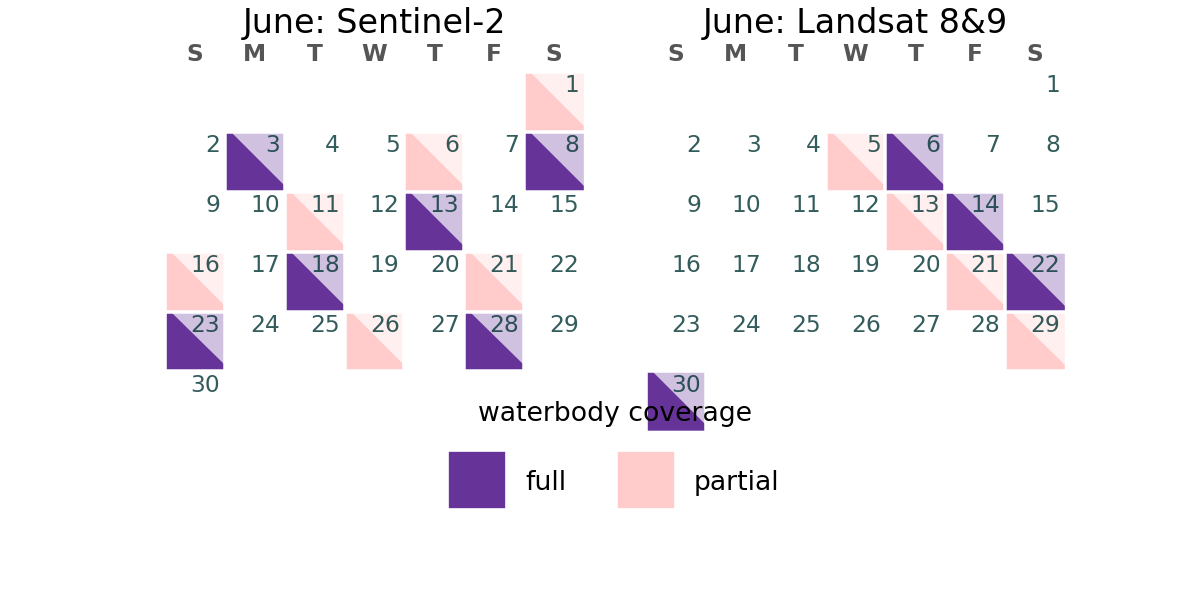 June: Sentinel-2
S M T W T F S
1
2 3 4 5 6 7 8
9 10 11 12 13 14 15
16 17 18 19 20 21 22
23 24 25 26 27 28 29
30
June: Landsat 8&9
S M T W T F S
1
2 3 4 5 6 7 8
9 10 11 12 13 14 15
16 17 18 19 20 21 22
23 24 25 26 27 28 29
30
waterbody coverage
full partial